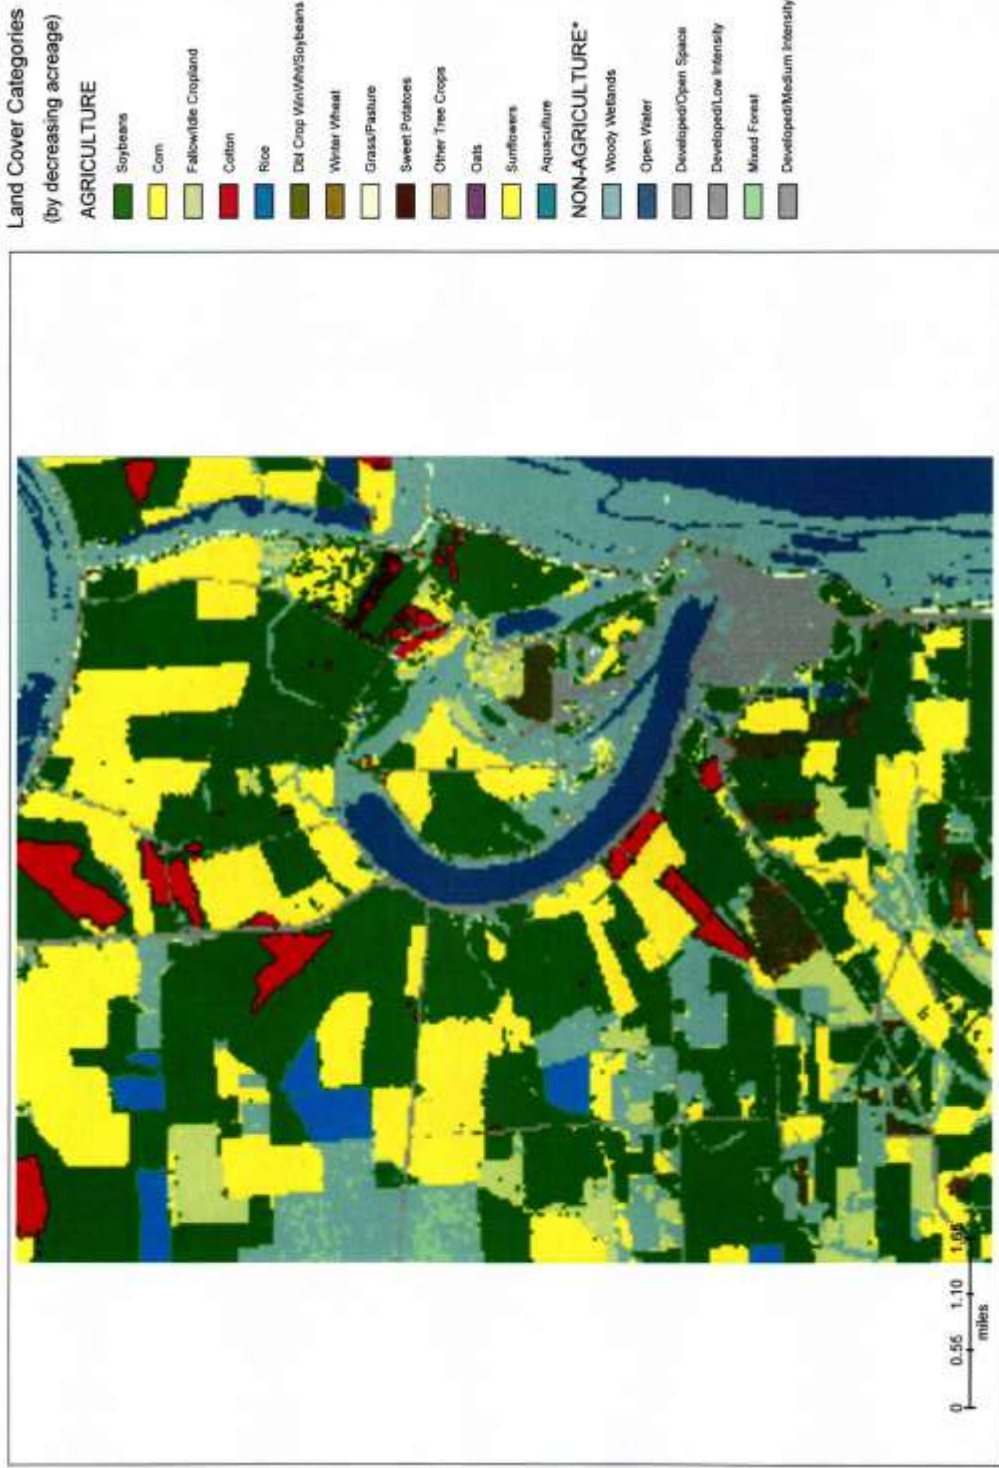 Land Cover Categories
(by decreasing acreage)
AGRICULTURE
Soybeans
Corn
Fallow/Idle Cropland
Cotton
Rice
Dbl Crop WinWht/Soybeans
Winter Wheat
Grass/Pasture
Sweet Potatoes
Other Tree Crops
Oats
Sunflowers
Aquaculture
NON-AGRICULTURE*
Woody Wetlands
Open Water
Developed/Open Space
Developed/Low Intensity
Mixed Forest
Developed/Medium Intensity
0 0.55 1.10 1.65
miles